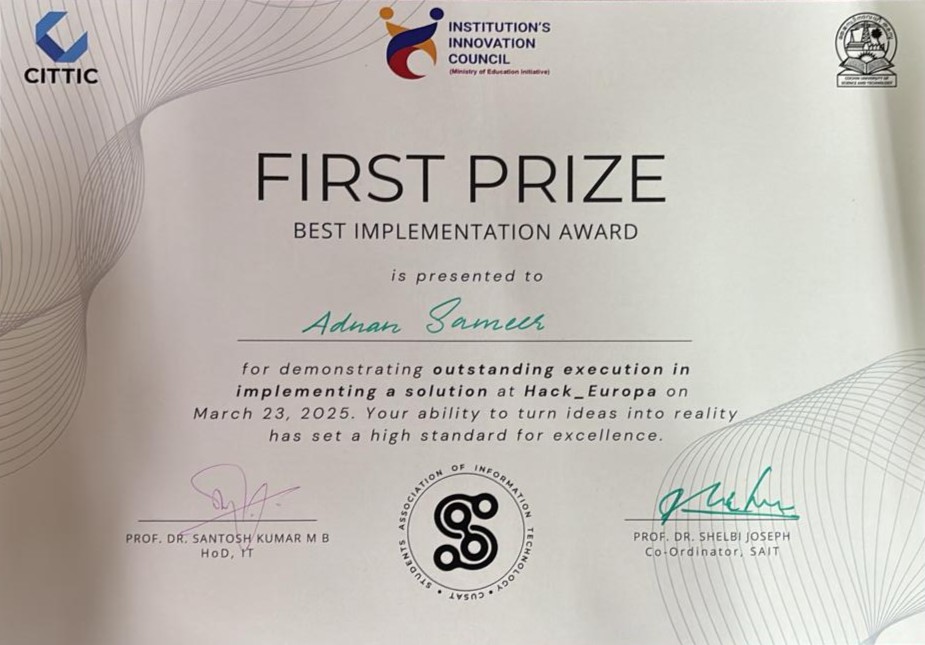 CITTIC
INSTITUTION'S
INNOVATION
COUNCIL
(Ministry of Education Initiative)
COCHIN UNIVERSITY OF
SCIENCE AND TECHNOLOGY
FIRST PRIZE
BEST IMPLEMENTATION AWARD
is presented to
Adnan Sameer
for demonstrating outstanding execution in
implementing a solution at Hack_Europa on
March 23, 2025. Your ability to turn ideas into reality
has set a high standard for excellence.
PROF. DR. SANTOSH KUMAR M B
HoD, IT
STUDENTS ASSOCIATION OF INFORMATION TECHNOLOGY • CUSAT •
PROF. DR. SHELBI JOSEPH
Co-Ordinator, SAIT